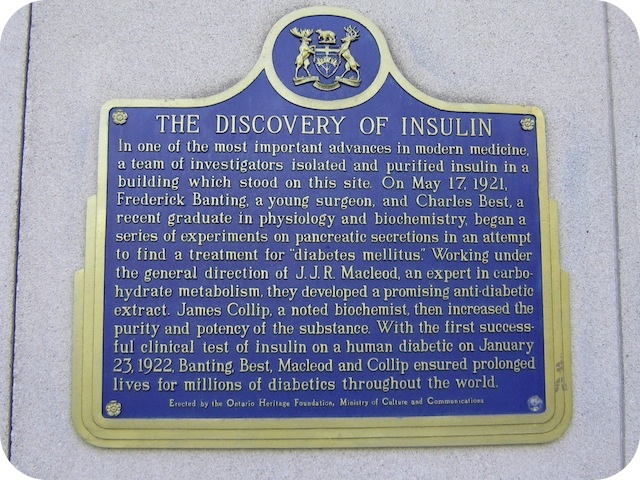 THE DISCOVERY OF INSULIN
In one of the most important advances in modern medicine,
a team of investigators isolated and purified insulin in a
building which stood on this site. On May 17, 1921,
Frederick Banting, a young surgeon, and Charles Best, a
recent graduate in physiology and biochemistry, began a
series of experiments on pancreatic secretions in an attempt
to find a treatment for "diabetes mellitus." Working under
the general direction of J.J.R. Macleod, an expert in carbo-
hydrate metabolism, they developed a promising anti-diabetic
extract. James Collip, a noted biochemist, then increased the
purity and potency of the substance. With the first success-
ful clinical test of insulin on a human diabetic on January
23, 1922, Banting, Best, Macleod and Collip ensured prolonged
lives for millions of diabetics throughout the world.
Erected by the Ontario Heritage Foundation, Ministry of Culture and Communications